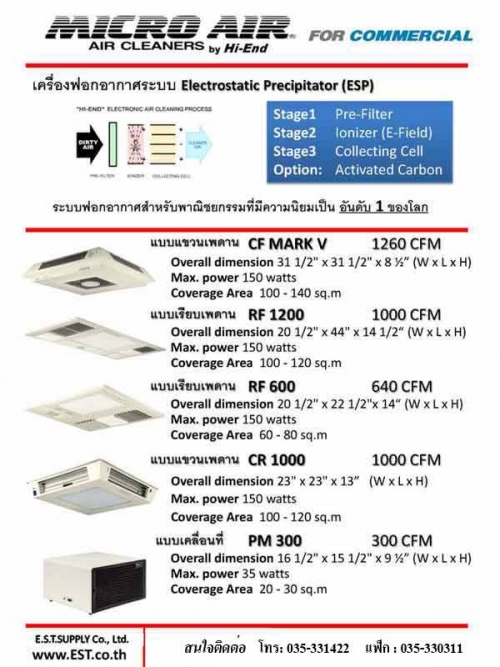 MICRO AIR® FOR COMMERCIAL
AIR CLEANERS by Hi-End
เครื่องฟอกอากาศระบบ Electrostatic Precipitator (ESP)
"HI-END" ELECTRONIC AIR CLEANING PROCESS
DIRTY AIR
CLEANER AIR
PRE-FILTER IONIZER COLLECTING CELL
Stage1 Pre-Filter
Stage2 Ionizer (E-Field)
Stage3 Collecting Cell
Option: Activated Carbon
ระบบฟอกอากาศสำหรับพาณิชยกรรมที่มีความนิยมเป็น อันดับ 1 ของโลก
แบบแขวนเพดาน CF MARK V 1260 CFM
Overall dimension 31 1/2" x 31 1/2" x 8 ½” (W x L x H)
Max. power 150 watts
Coverage Area 100 - 140 sq.m
แบบเรียบเพดาน RF 1200 1000 CFM
Overall dimension 20 1/2" x 44" x 14 1/2“ (W x L x H)
Max. power 150 watts
Coverage Area 100 - 120 sq.m
แบบเรียบเพดาน RF 600 640 CFM
Overall dimension 20 1/2" x 22 1/2"x 14“ (W x L x H)
Max. power 150 watts
Coverage Area 60 - 80 sq.m
แบบแขวนเพดาน CR 1000 1000 CFM
Overall dimension 23" x 23" x 13” (W x L x H)
Max. power 150 watts
Coverage Area 100 - 120 sq.m
แบบเคลื่อนที่ PM 300 300 CFM
Overall dimension 16 1/2" x 15 1/2" x 9 ½” (W x L x H)
Max. power 35 watts
Coverage Area 20 - 30 sq.m
E.S.T.SUPPLY Co., Ltd.
www.EST.co.th
สนใจติดต่อ โทร: 035-331422 แฟ็ก : 035-330311